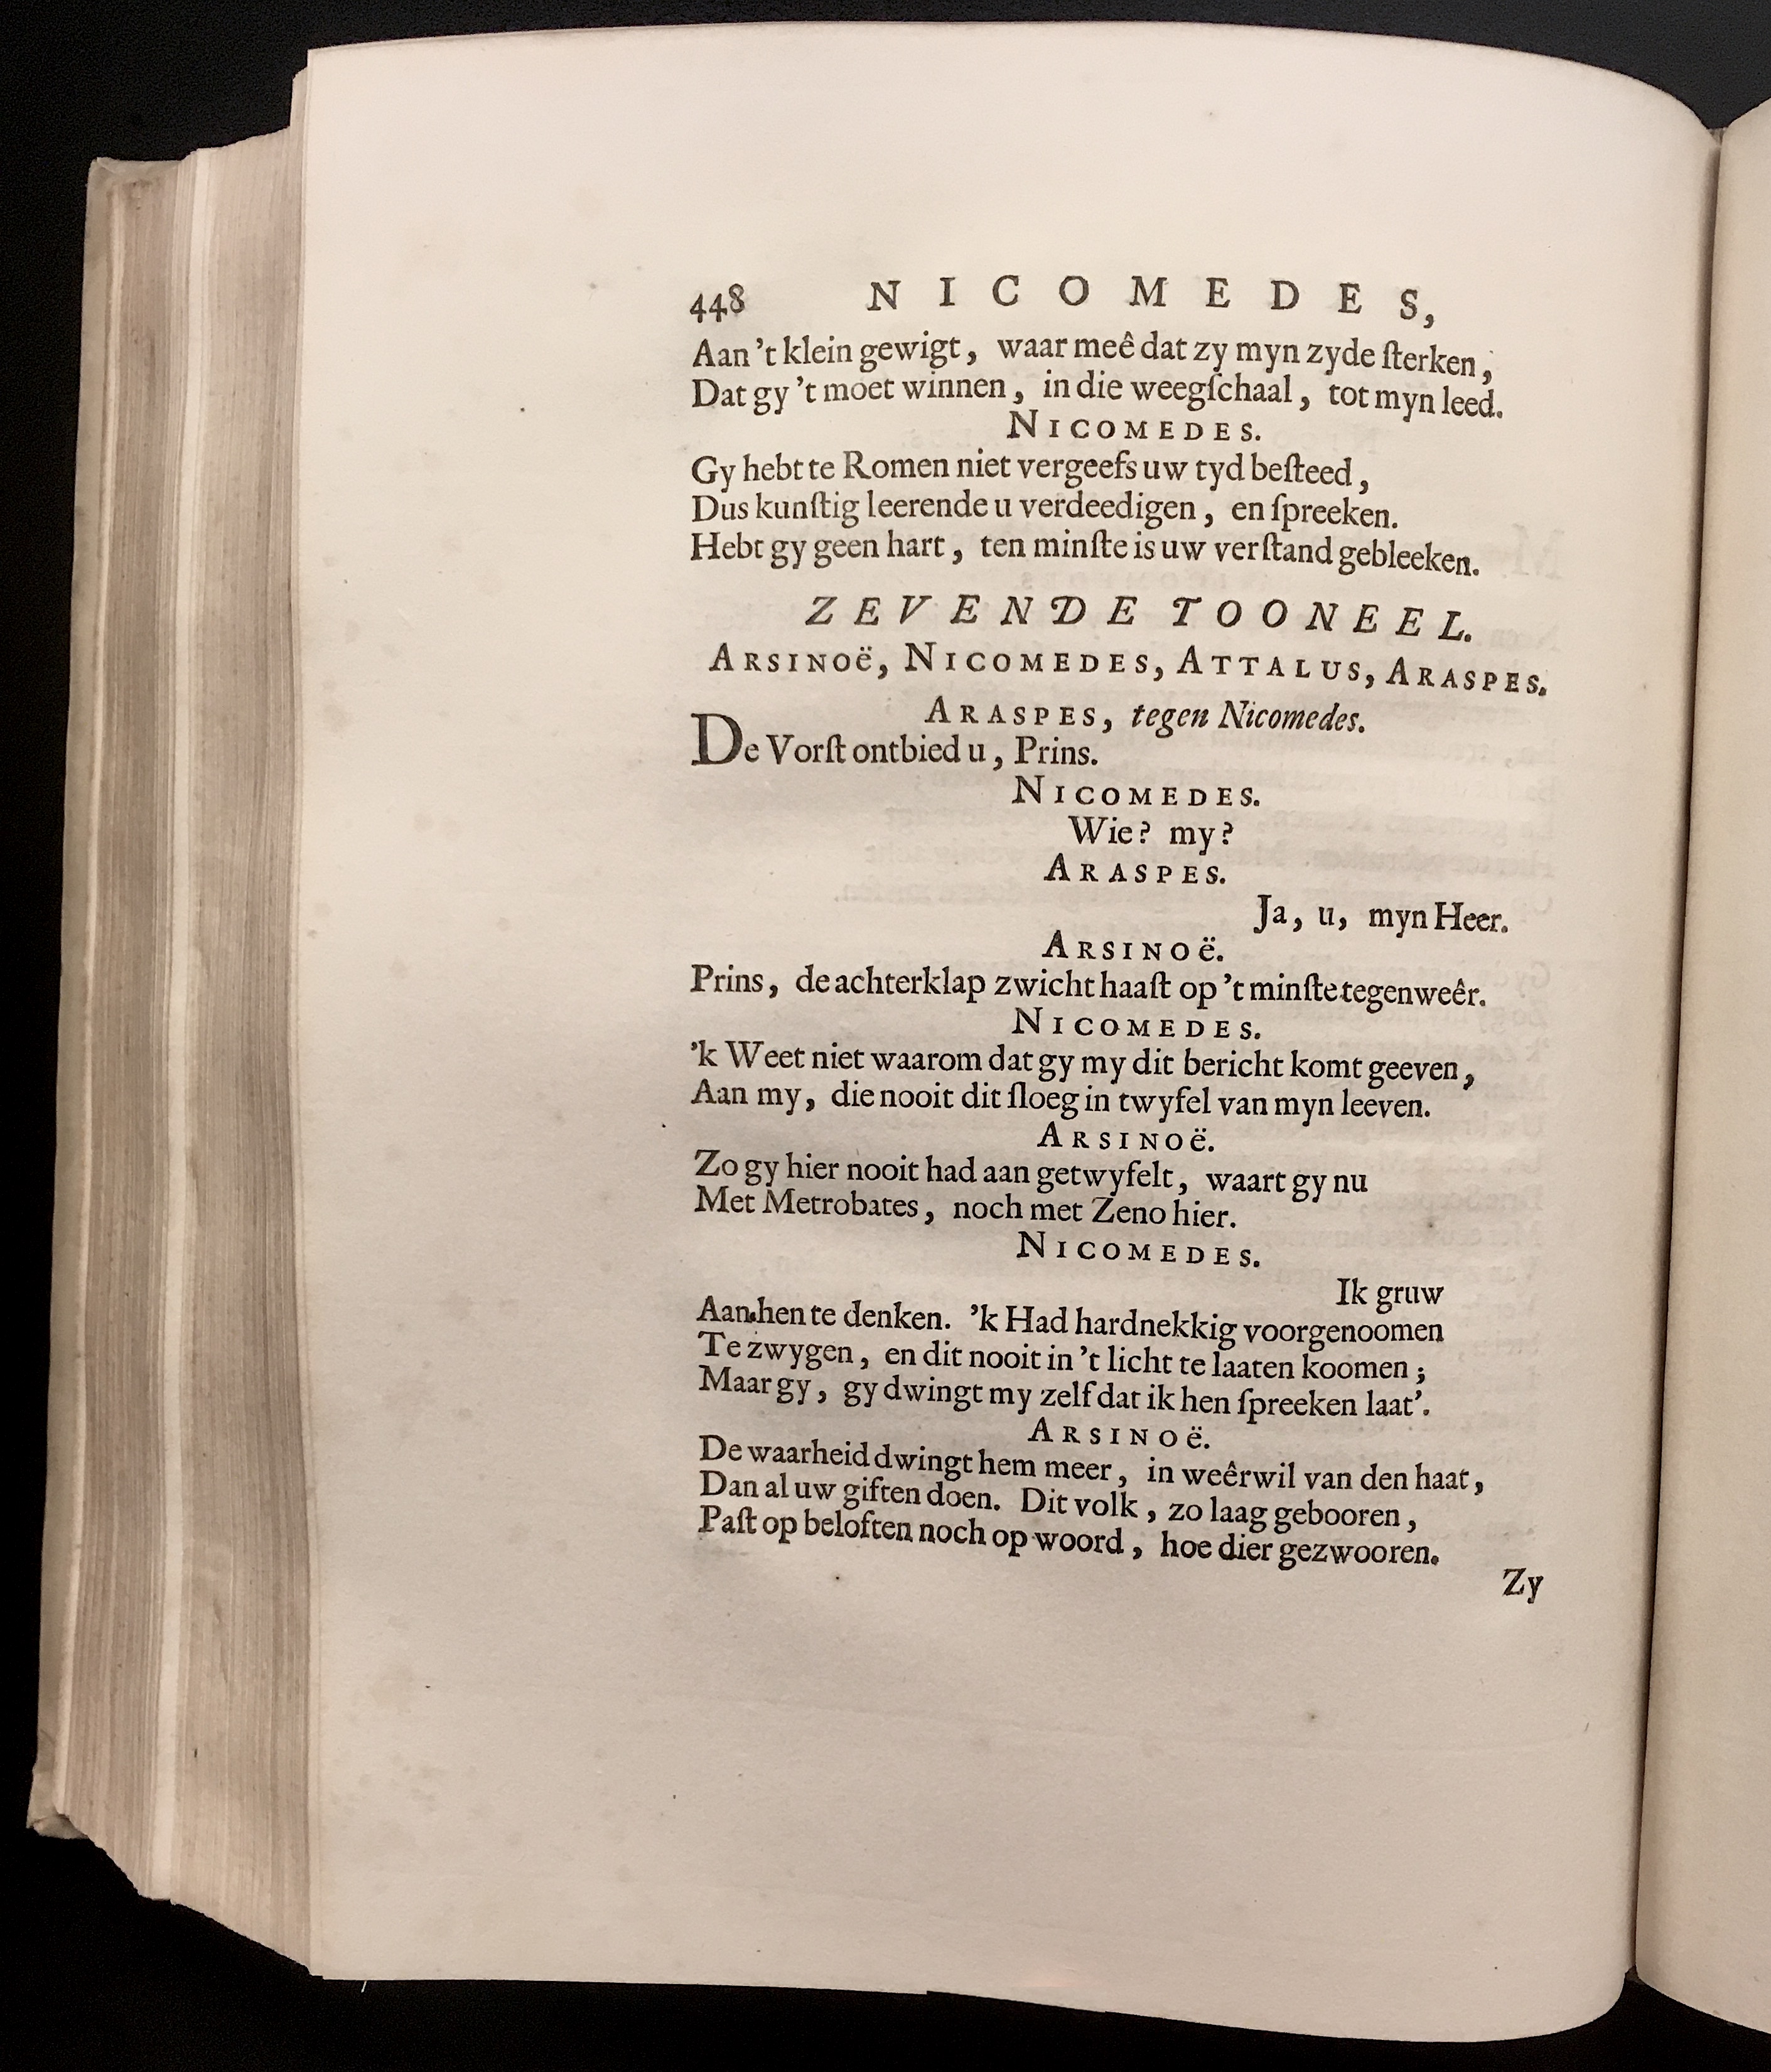 448 NICOMEDES,
Aan 't klein gewigt, waar meê dat zy myn zyde ſterken,
Dat gy 't moet winnen, in die weegſchaal, tot myn leed.
NICOMEDES.
Gy hebt te Romen niet vergeefs uw tyd beſteed,
Dus kunſtig leerende u verdeedigen, en ſpreeken.
Hebt gy geen hart, ten minſte is uw verſtand gebleeken.
ZEVENDE TOONEEL.
ARSINOë, NICOMEDES, ATTALUS, ARASPES.
ARASPES, tegen Nicomedes.
De Vorſt ontbied u, Prins.
NICOMEDES.
Wie? my?
ARASPES.
Ja, u, myn Heer.
ARSINOë.
Prins, de achterklap zwicht haaſt op 't minſte tegenweêr.
NICOMEDES.
'k Weet niet waarom dat gy my dit bericht komt geeven,
Aan my, die nooit dit ſloeg in twyfel van myn leeven.
ARSINOë.
Zo gy hier nooit had aan getwyfelt, waart gy nu
Met Metrobates, noch met Zeno hier.
NICOMEDES.
Ik gruw
Aan hen te denken. 'k Had hardnekkig voorgenoomen
Te zwygen, en dit nooit in 't licht te laaten koomen;
Maar gy, gy dwingt my zelf dat ik hen ſpreeken laat'.
ARSINOë.
De waarheid dwingt hem meer, in weêrwil van den haat,
Dan al uw giften doen. Dit volk, zo laag gebooren,
Paſt op beloften noch op woord, hoe dier gezwooren.
Zy